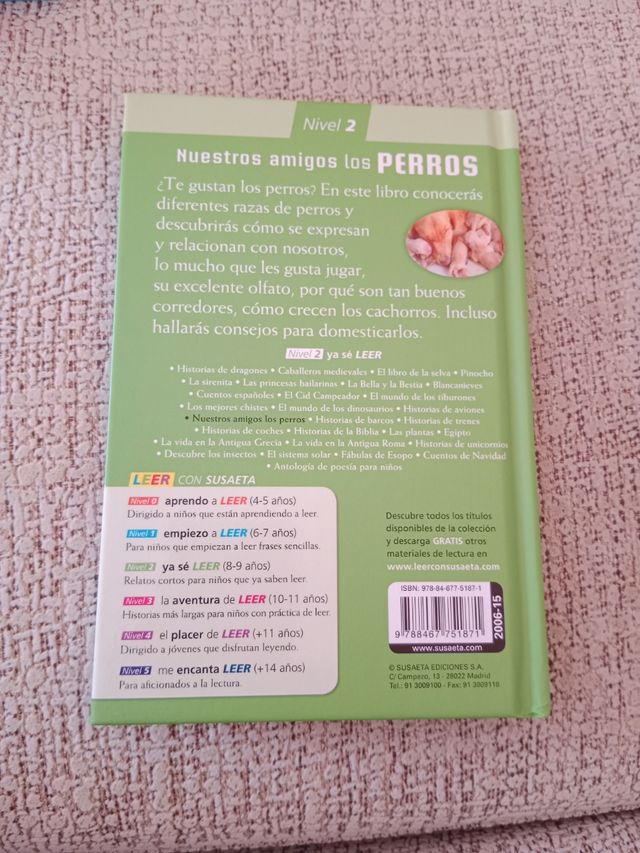 Nivel 2
Nuestros amigos los PERROS
¿Te gustan los perros? En este libro conocerás
diferentes razas de perros y
descubrirás cómo se expresan
y relacionan con nosotros,
lo mucho que les gusta jugar,
su excelente olfato, por qué son tan buenos
corredores, cómo crecen los cachorros. Incluso
hallarás consejos para domesticarlos.
Nivel 2 ya sé LEER
• Historias de dragones • Caballeros medievales • El libro de la selva • Pinocho
• La sirenita • Las princesas bailarinas • La Bella y la Bestia • Blancanieves
• Cuentos españoles • El Cid Campeador • El mundo de los tiburones
• Los mejores chistes • El mundo de los dinosaurios • Historias de aviones
• Nuestros amigos los perros • Historias de barcos • Historias de trenes
• Historias de coches • Historias de la Biblia • Las plantas • Egipto
• La vida en la Antigua Grecia • La vida en la Antigua Roma • Historias de unicornios
• Descubre los insectos • El sistema solar • Fábulas de Esopo • Cuentos de Navidad
• Antología de poesía para niños
LEER CON SUSAETA
Nivel 0 aprendo a LEER (4-5 años)
Dirigido a niños que están aprendiendo a leer.
Nivel 1 empiezo a LEER (6-7 años)
Para niños que empiezan a leer frases sencillas.
Nivel 2 ya sé LEER (8-9 años)
Relatos cortos para niños que ya saben leer.
Nivel 3 la aventura de LEER (10-11 años)
Historias más largas para niños con práctica de leer.
Nivel 4 el placer de LEER (+11 años)
Dirigido a jóvenes que disfrutan leyendo.
Nivel 5 me encanta LEER (+14 años)
Para aficionados a la lectura.
Descubre todos los títulos
disponibles de la colección
y descarga GRATIS otros
materiales de lectura en
www.leerconsusaeta.com
ISBN: 978-84-677-5187-1
9 788467 751871
2006-15
www.susaeta.com
© SUSAETA EDICIONES S.A.
C/ Campezo, 13 - 28022 Madrid
Tel.: 91 3009100 - Fax: 91 3009118